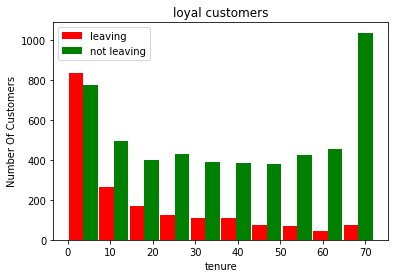 loyal customers
leaving
not leaving
Number Of Customers
1000
800
600
400
200
0
0 10 20 30 40 50 60 70
tenure